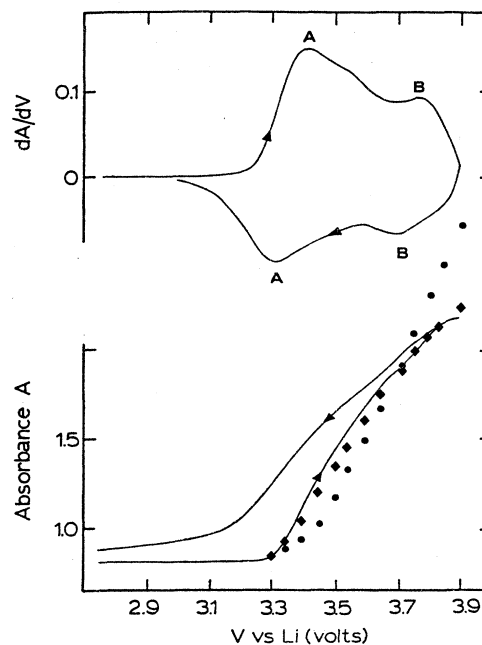 A
B
0.1
dA/dV
0
A
B
Absorbance A
1.5
1.0
2.9
3.1
3.3
3.5
3.7
3.9
V vs Li (volts)